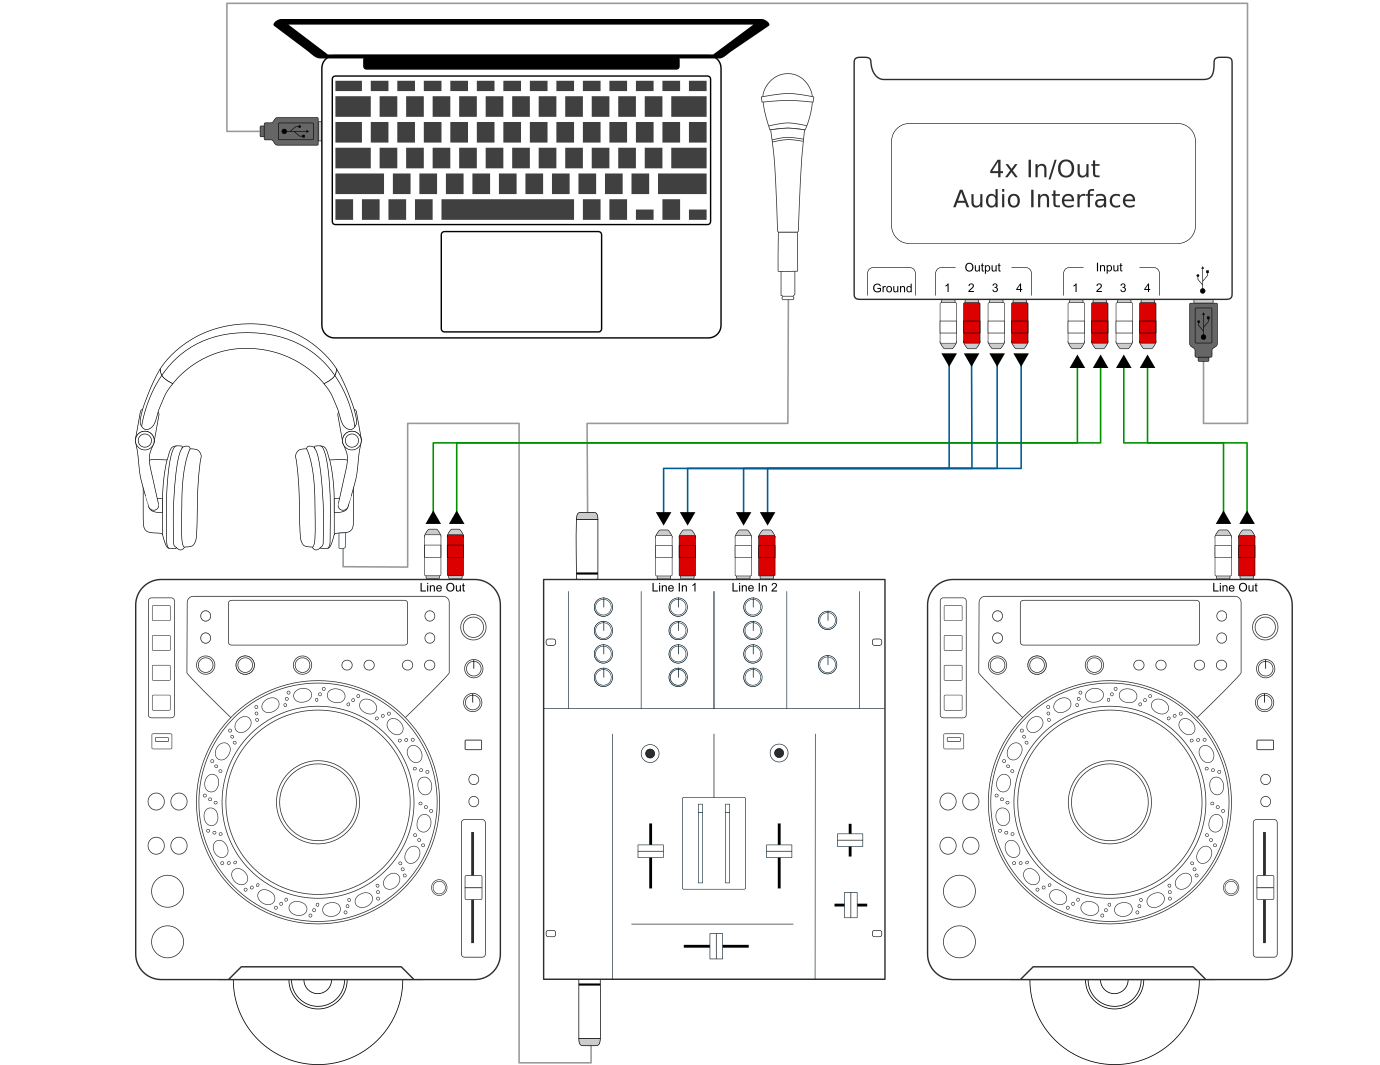 4x In/Out
Audio Interface
Output
Input
Ground
1 2 3 4
1 2 3 4
Line Out
Line In 1
Line In 2
Line Out